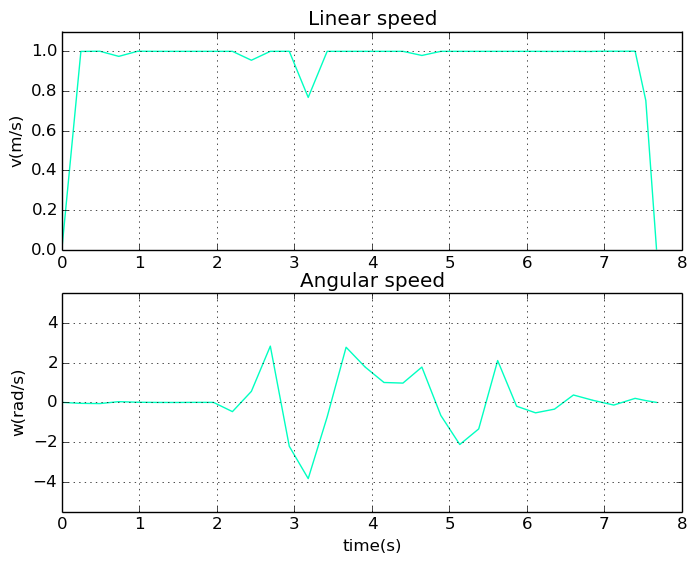 Linear speed
v(m/s)
1.0
0.8
0.6
0.4
0.2
0.0
0 1 2 3 4 5 6 7 8
Angular speed
w(rad/s)
4
2
0
−2
−4
0 1 2 3 4 5 6 7 8
time(s)